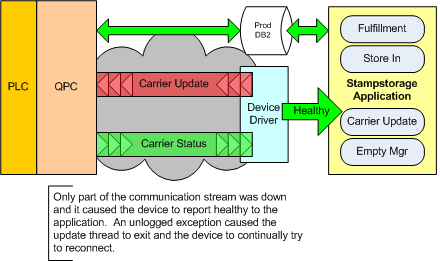 Prod
DB2
Fulfillment
Store In
PLC
QPC
Carrier Update
Device
Driver
Healthy
Stampstorage
Application
Carrier Update
Carrier Status
Empty Mgr
Only part of the communication stream was down
and it caused the device to report healthy to the
application. An unlogged exception caused the
update thread to exit and the device to continually try
to reconnect.